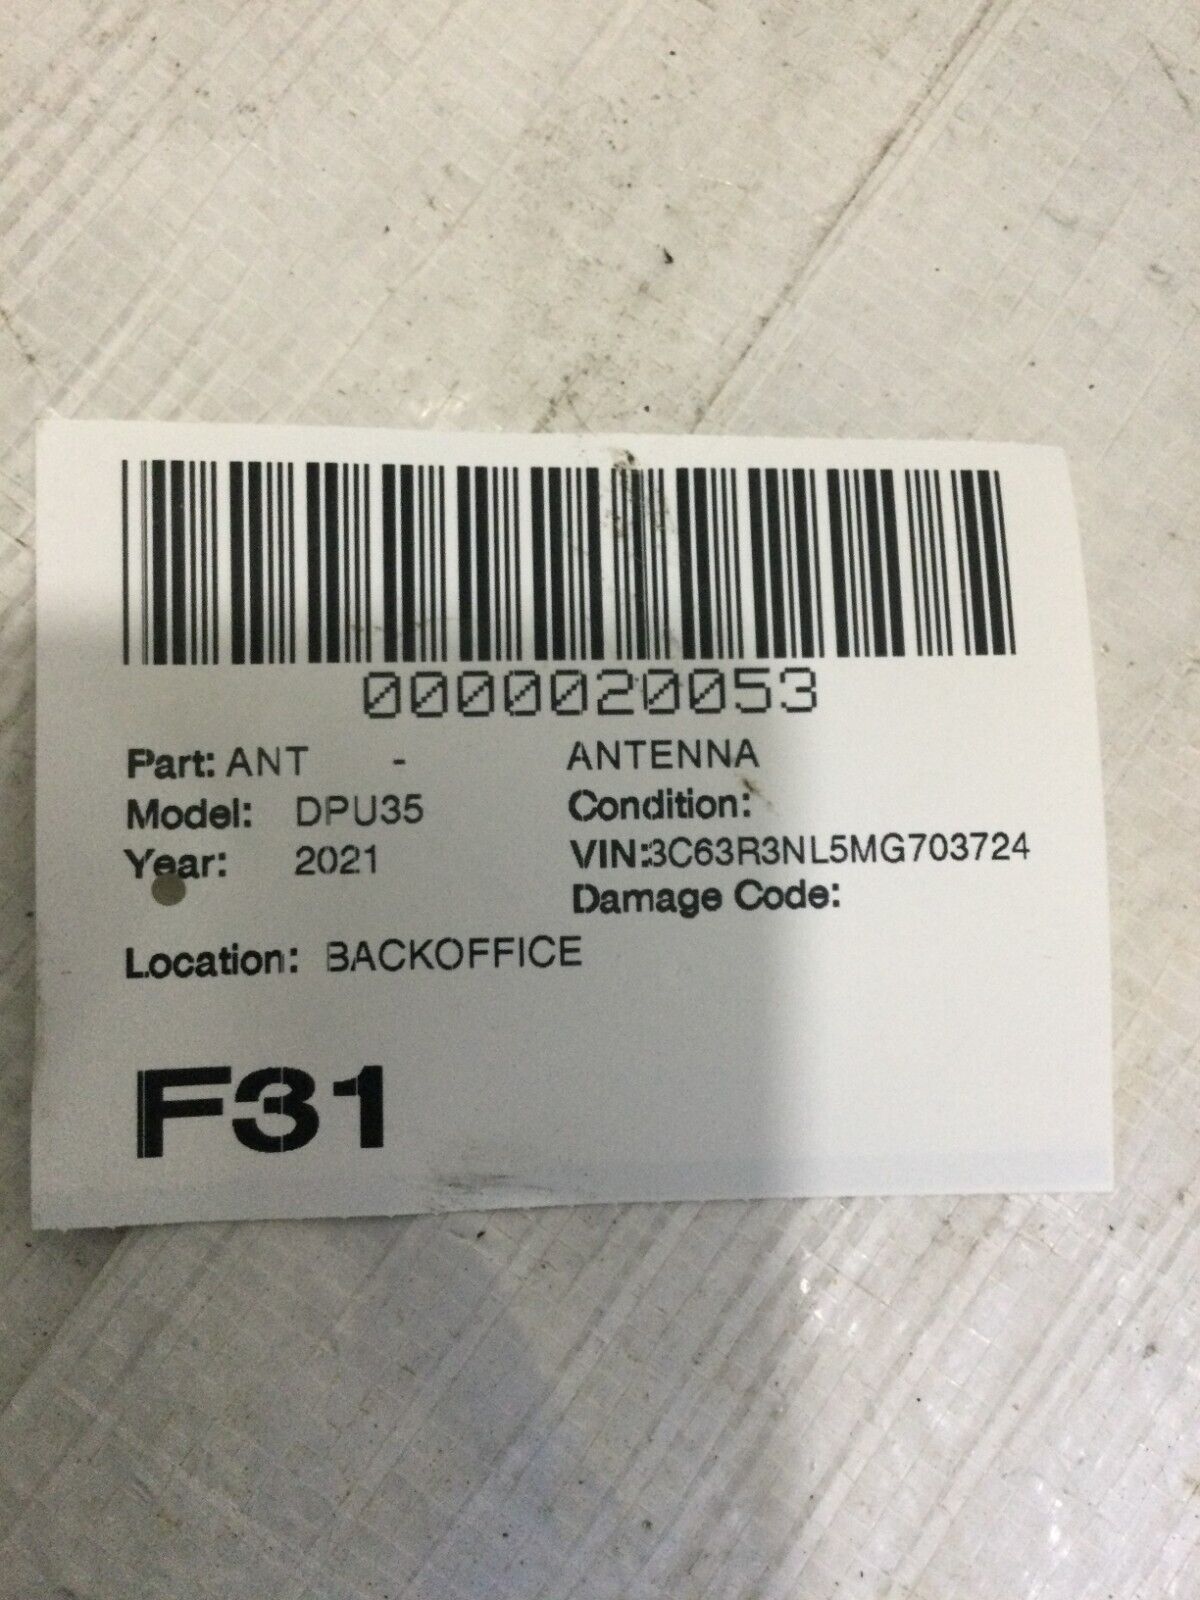 0000020053
Part: ANT - ANTENNA
Model: DPU35 Condition:
Year: 2021 VIN:3C63R3NL5MG703724
Damage Code:
Location: BACKOFFICE
F31